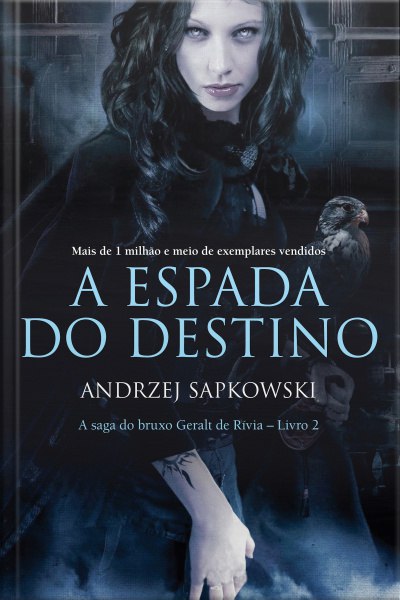 Mais de 1 milhão e meio de exemplares vendidos
A ESPADA
DO DESTINO
ANDRZEJ SAPKOWSKI
A saga do bruxo Geralt de Rívia – Livro 2